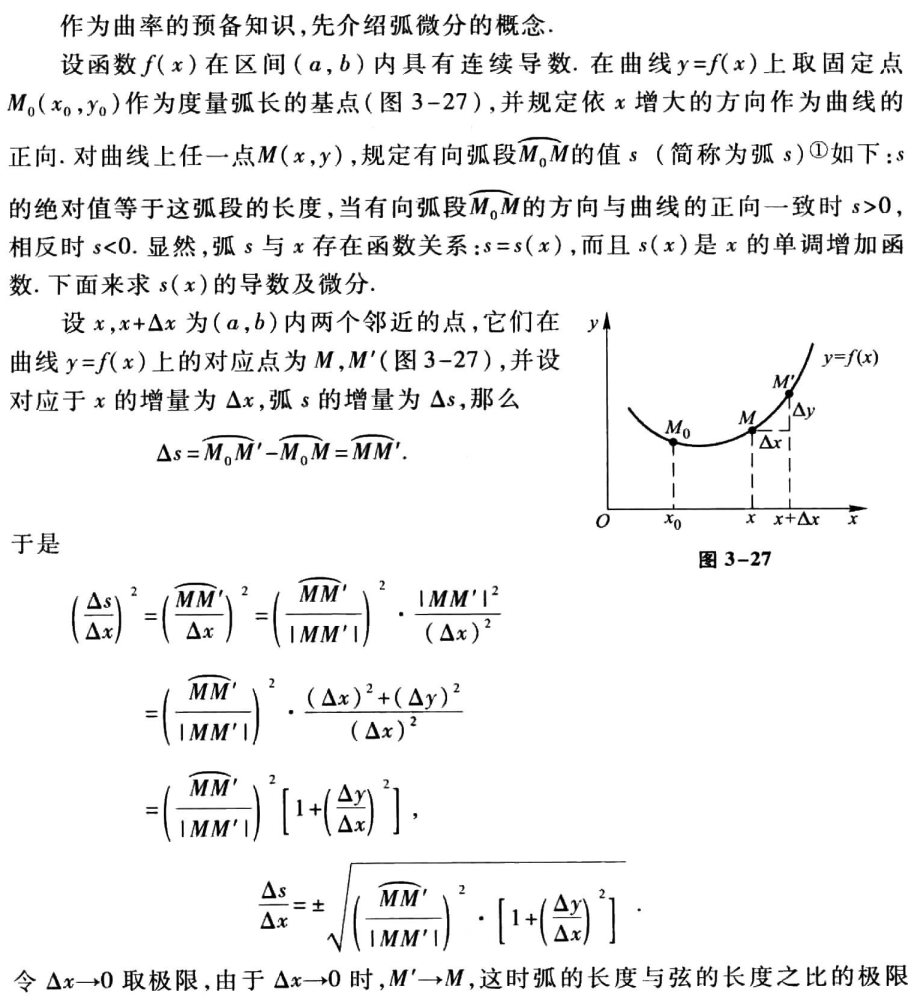 作为曲率的预备知识,先介绍弧微分的概念.
设函数 f(x) 在区间 (a,b) 内具有连续导数. 在曲线 y=f(x) 上取固定点
M₀(x₀,y₀) 作为度量弧长的基点(图 3-27),并规定依 x 增大的方向作为曲线的
正向. 对曲线上任一点 M(x,y),规定有向弧段 $\overset{\frown}{M_0M}$ 的值 s (简称为弧 s)①如下:s
的绝对值等于这弧段的长度,当有向弧段 $\overset{\frown}{M_0M}$ 的方向与曲线的正向一致时 s>0,
相反时 s<0. 显然,弧 s 与 x 存在函数关系:s=s(x),而且 s(x) 是 x 的单调增加函
数. 下面来求 s(x) 的导数及微分.
设 x,x+Δx 为 (a,b) 内两个邻近的点,它们在
曲线 y=f(x) 上的对应点为 M,M′(图 3-27),并设
对应于 x 的增量为 Δx,弧 s 的增量为 Δs,那么
$\Delta s=\overset{\frown}{M_0M'}-\overset{\frown}{M_0M}=\overset{\frown}{MM'}.$
y
y=f(x)
M′
M
Δy
M₀
Δx
O
x₀
x
x+Δx
x
图 3-27
于是
$\left(\frac{\Delta s}{\Delta x}\right)^2=\left(\frac{\overset{\frown}{MM'}}{\Delta x}\right)^2=\left(\frac{\overset{\frown}{MM'}}{|MM'|}\right)^2\cdot\frac{|MM'|^2}{(\Delta x)^2}$
$=\left(\frac{\overset{\frown}{MM'}}{|MM'|}\right)^2\cdot\frac{(\Delta x)^2+(\Delta y)^2}{(\Delta x)^2}$
$=\left(\frac{\overset{\frown}{MM'}}{|MM'|}\right)^2\left[1+\left(\frac{\Delta y}{\Delta x}\right)^2\right],$
$\frac{\Delta s}{\Delta x}=\pm\sqrt{\left(\frac{\overset{\frown}{MM'}}{|MM'|}\right)^2\cdot\left[1+\left(\frac{\Delta y}{\Delta x}\right)^2\right]}.$
令 Δx→0 取极限,由于 Δx→0 时,M′→M,这时弧的长度与弦的长度之比的极限